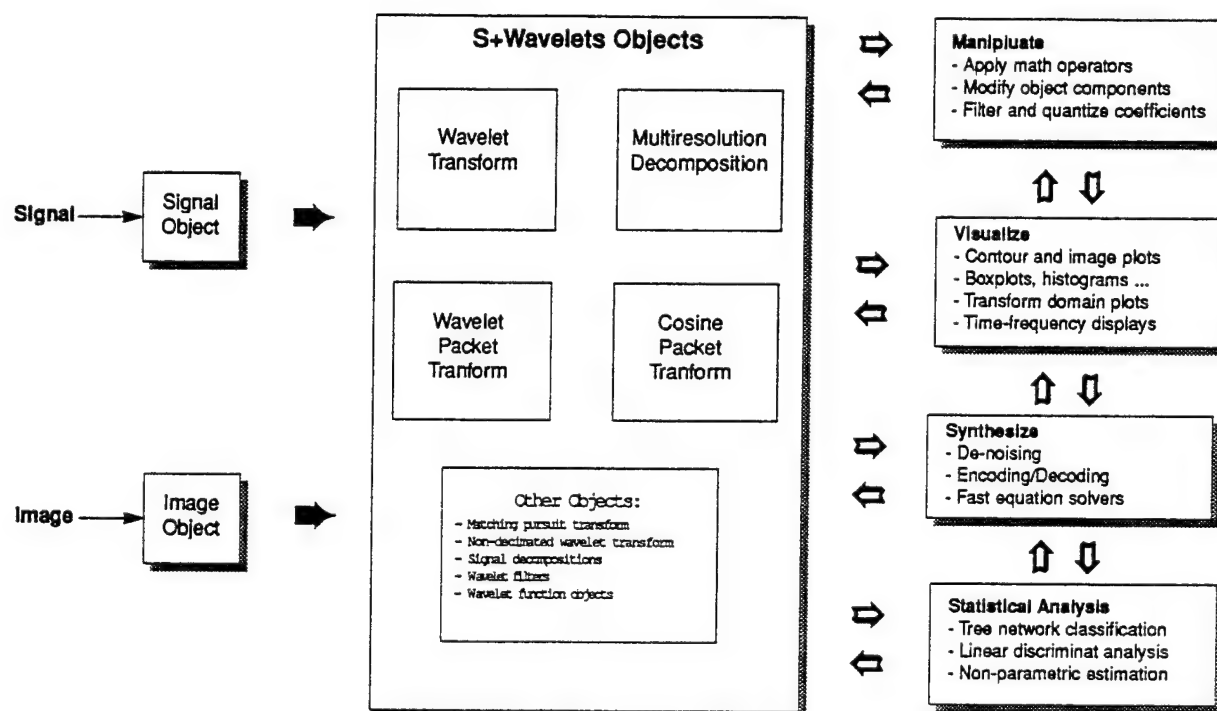 S+Wavelets Objects
Wavelet
Transform
Multiresolution
Decomposition
Signal
Signal
Object
Wavelet
Packet
Tranform
Cosine
Packet
Tranform
Image
Image
Object
Other Objects:
- Matching pursuit transform
- Non-decimated wavelet transform
- Signal decompositions
- Wavelet filters
- Wavelet function objects
Manipluate
- Apply math operators
- Modify object components
- Filter and quantize coefficients
Visualize
- Contour and image plots
- Boxplots, histograms ...
- Transform domain plots
- Time-frequency displays
Synthesize
- De-noising
- Encoding/Decoding
- Fast equation solvers
Statistical Analysis
- Tree network classification
- Linear discriminat analysis
- Non-parametric estimation